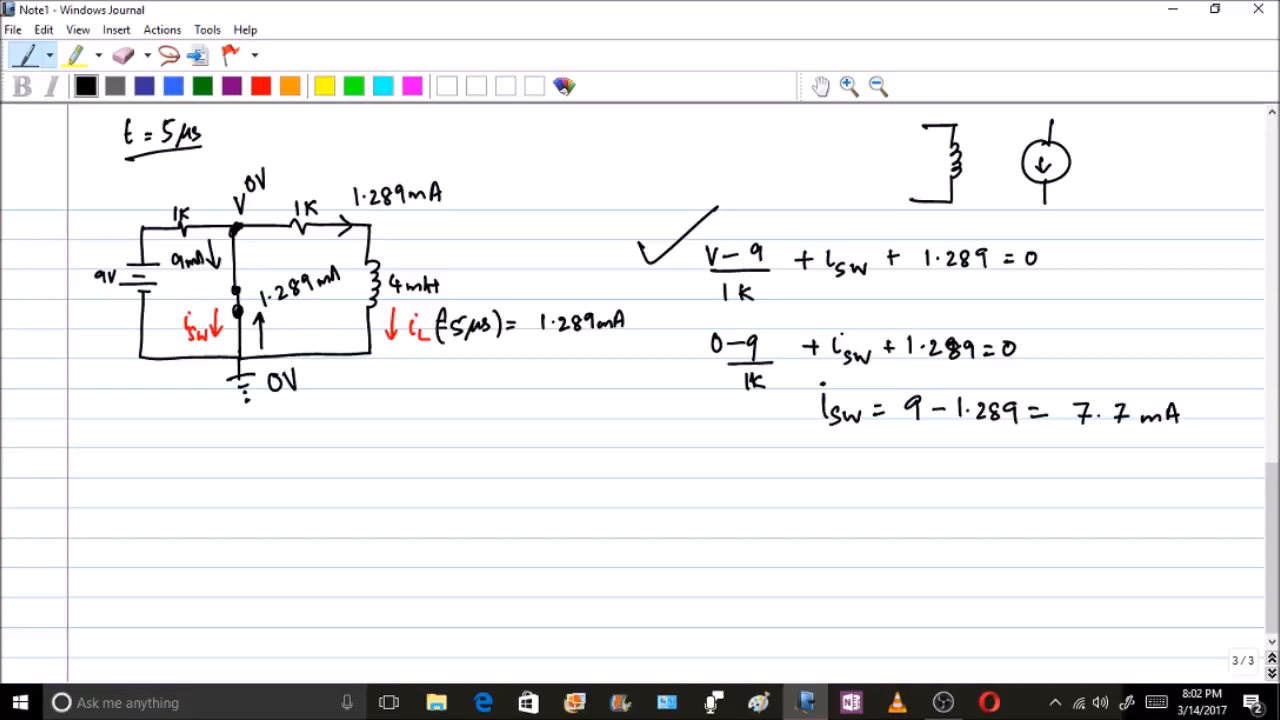 Note1 - Windows Journal
File Edit View Insert Actions Tools Help
B I
t = 5μs
V 0V
1K
1K
1.289mA
9V
9mA
1.289mA
4mH
isw
iL (t=5μs) = 1.289mA
0V
V - 9 / 1K + isw + 1.289 = 0
0 - 9 / 1K + isw + 1.289 = 0
isw = 9 - 1.289 = 7.7 mA
3 / 3
Ask me anything
8:02 PM
3/14/2017
2